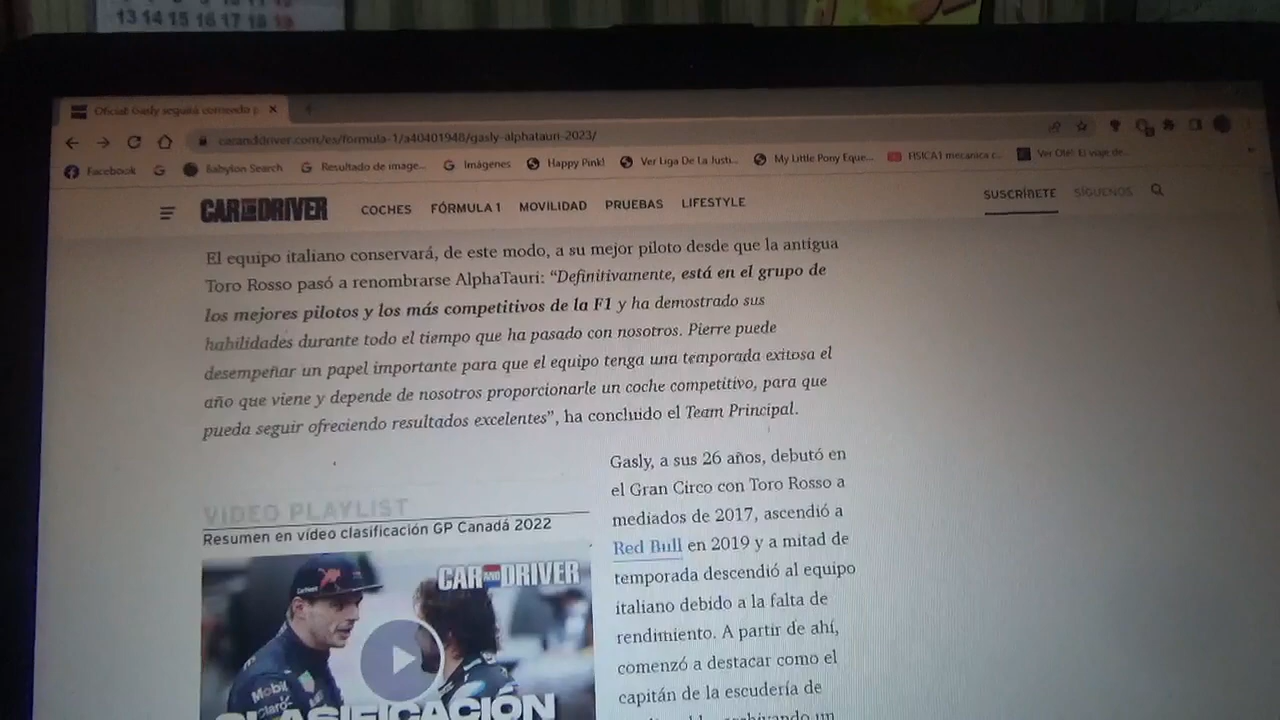 13 14 15 16 17 18 19
Oficial: Gasly seguirá corriendo p
caranddriver.com/es/formula-1/a40401948/gasly-alphatauri-2023/
Facebook Babylon Search Resultado de image... Imágenes Happy Pink! Ver Liga De La Justi... My Little Pony Eque... FISICA1 mecanica c... Ver Olé! El viaje de...
CAR AND DRIVER COCHES FÓRMULA 1 MOVILIDAD PRUEBAS LIFESTYLE SUSCRÍBETE SÍGUENOS
El equipo italiano conservará, de este modo, a su mejor piloto desde que la antigua
Toro Rosso pasó a renombrarse AlphaTauri: “Definitivamente, está en el grupo de
los mejores pilotos y los más competitivos de la F1 y ha demostrado sus
habilidades durante todo el tiempo que ha pasado con nosotros. Pierre puede
desempeñar un papel importante para que el equipo tenga una temporada exitosa el
año que viene y depende de nosotros proporcionarle un coche competitivo, para que
pueda seguir ofreciendo resultados excelentes”, ha concluido el Team Principal.
VIDEO PLAYLIST
Resumen en vídeo clasificación GP Canadá 2022
CAR AND DRIVER
Mobil
Claro
CLASIFICACIÓN
Gasly, a sus 26 años, debutó en
el Gran Circo con Toro Rosso a
mediados de 2017, ascendió a
Red Bull en 2019 y a mitad de
temporada descendió al equipo
italiano debido a la falta de
rendimiento. A partir de ahí,
comenzó a destacar como el
capitán de la escudería de
un